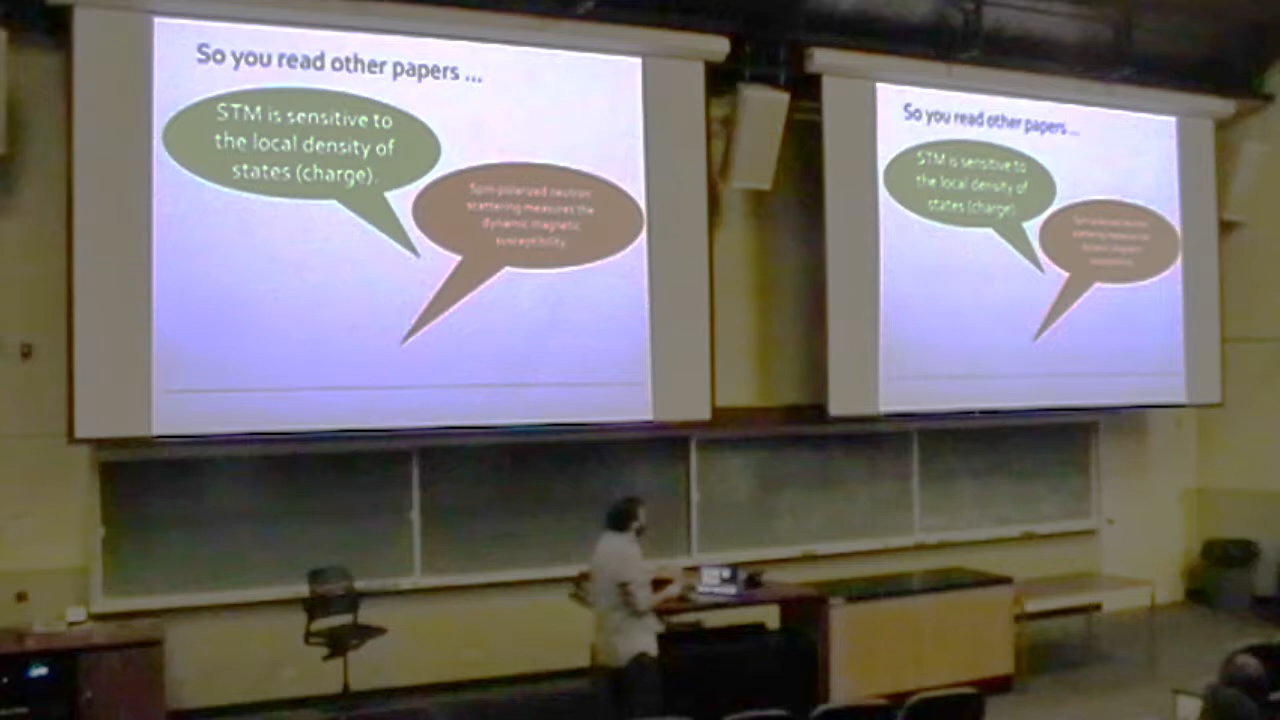 So you read other papers ...
STM is sensitive to
the local density of
states (charge).
Spin-polarized neutron
scattering measures the
dynamic magnetic
susceptibility.
So you read other papers ...
STM is sensitive to
the local density of
states (charge).